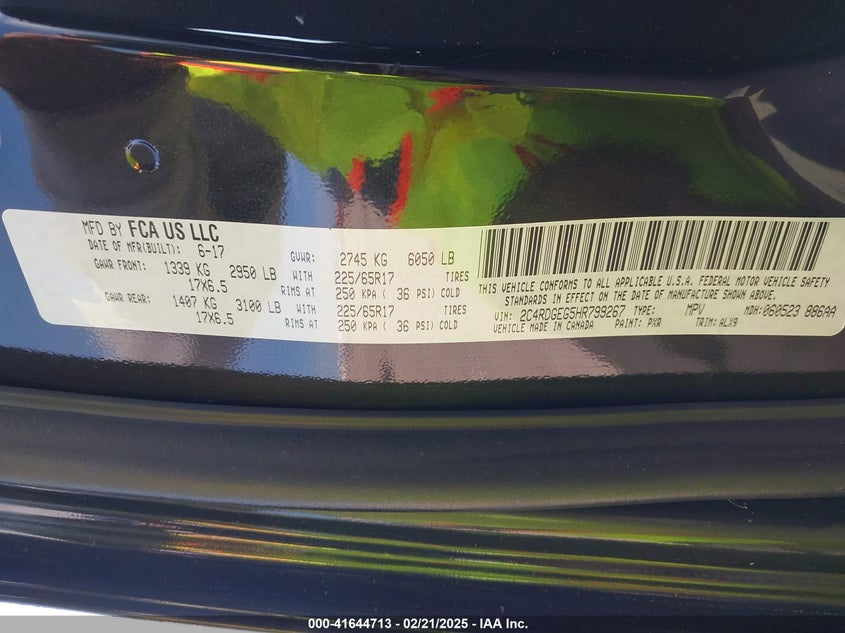 MFD BY FCA US LLC
DATE OF MFR(BUILT): 6-17
GVWR: 2745 KG 6050 LB
GAWR FRONT: 1339 KG 2950 LB WITH 225/65R17 TIRES
17X6.5 RIMS AT 250 KPA ( 36 PSI) COLD
GAWR REAR: 1407 KG 3100 LB WITH 225/65R17 TIRES
17X6.5 RIMS AT 250 KPA ( 36 PSI) COLD
THIS VEHICLE CONFORMS TO ALL APPLICABLE U.S.A. FEDERAL MOTOR VEHICLE SAFETY
STANDARDS IN EFFECT ON THE DATE OF MANUFACTURE SHOWN ABOVE.
VIN: 2C4RDGEG5HR799267 TYPE: MPV MDH: 060523 886AA
VEHICLE MADE IN CANADA PAINT: PXR TRIM: ALX9
000-41644713 - 02/21/2025 - IAA Inc.